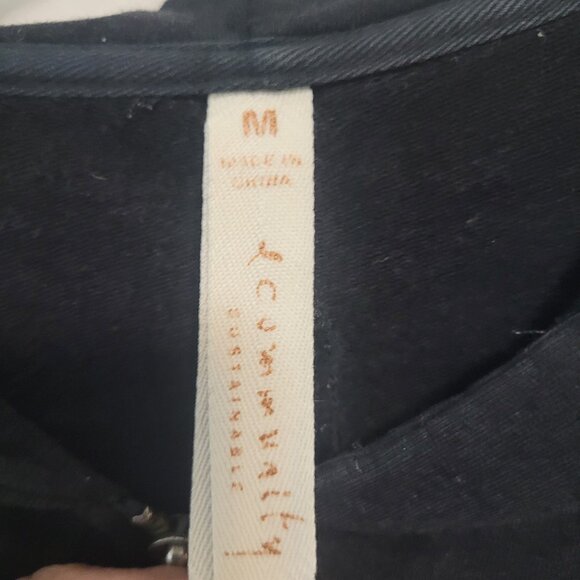 M
MADE IN
CHINA
&community
SUSTAINABLE